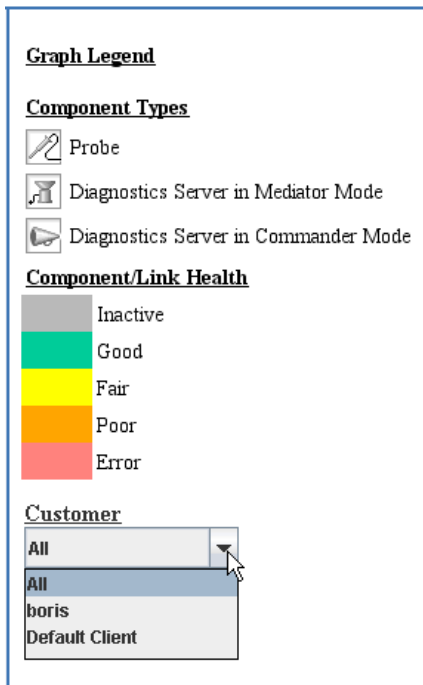 Graph Legend
Component Types
Probe
Diagnostics Server in Mediator Mode
Diagnostics Server in Commander Mode
Component/Link Health
Inactive
Good
Fair
Poor
Error
Customer
All
All
boris
Default Client